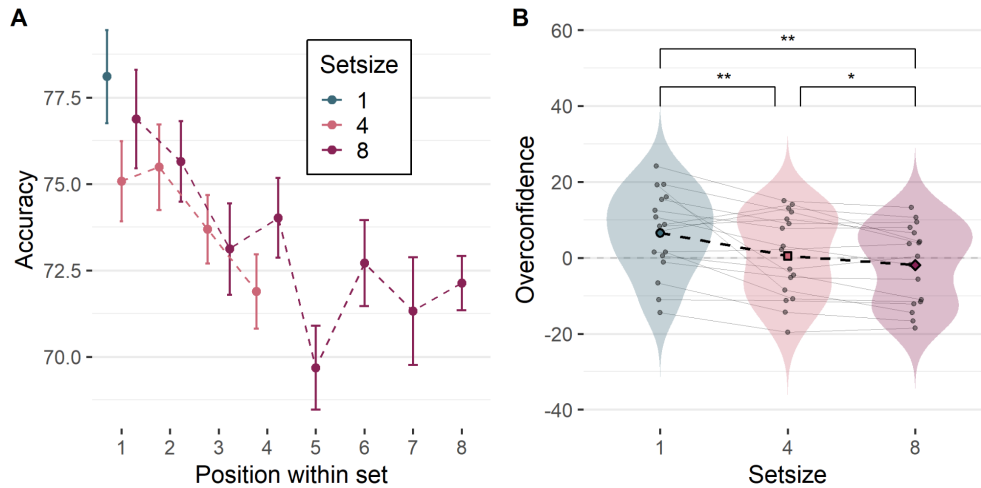 A
Accuracy
77.5
75.0
72.5
70.0
Setsize
1
4
8
1 2 3 4 5 6 7 8
Position within set
B
Overconfidence
60
40
20
0
-20
-40
**
** *
1 4 8
Setsize